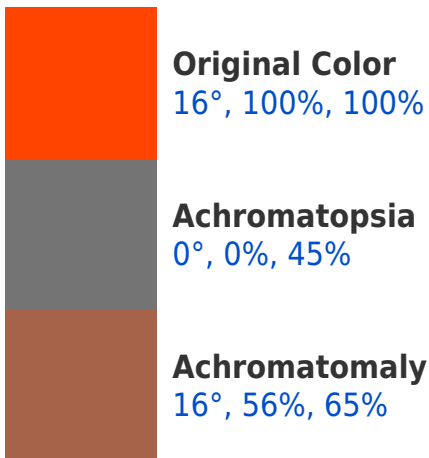 Original Color
16°, 100%, 100%
Achromatopsia
0°, 0%, 45%
Achromatomaly
16°, 56%, 65%